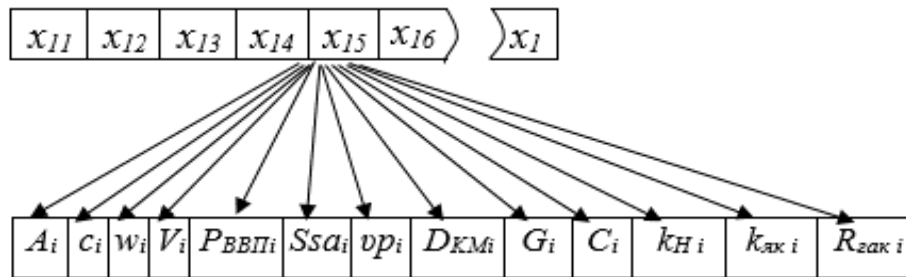 x11 x12 x13 x14 x15 x16 x1
Ai ci wi Vi PВВПi Ssai υpi DКМi Gi Ci kН i kяк i Rгак i